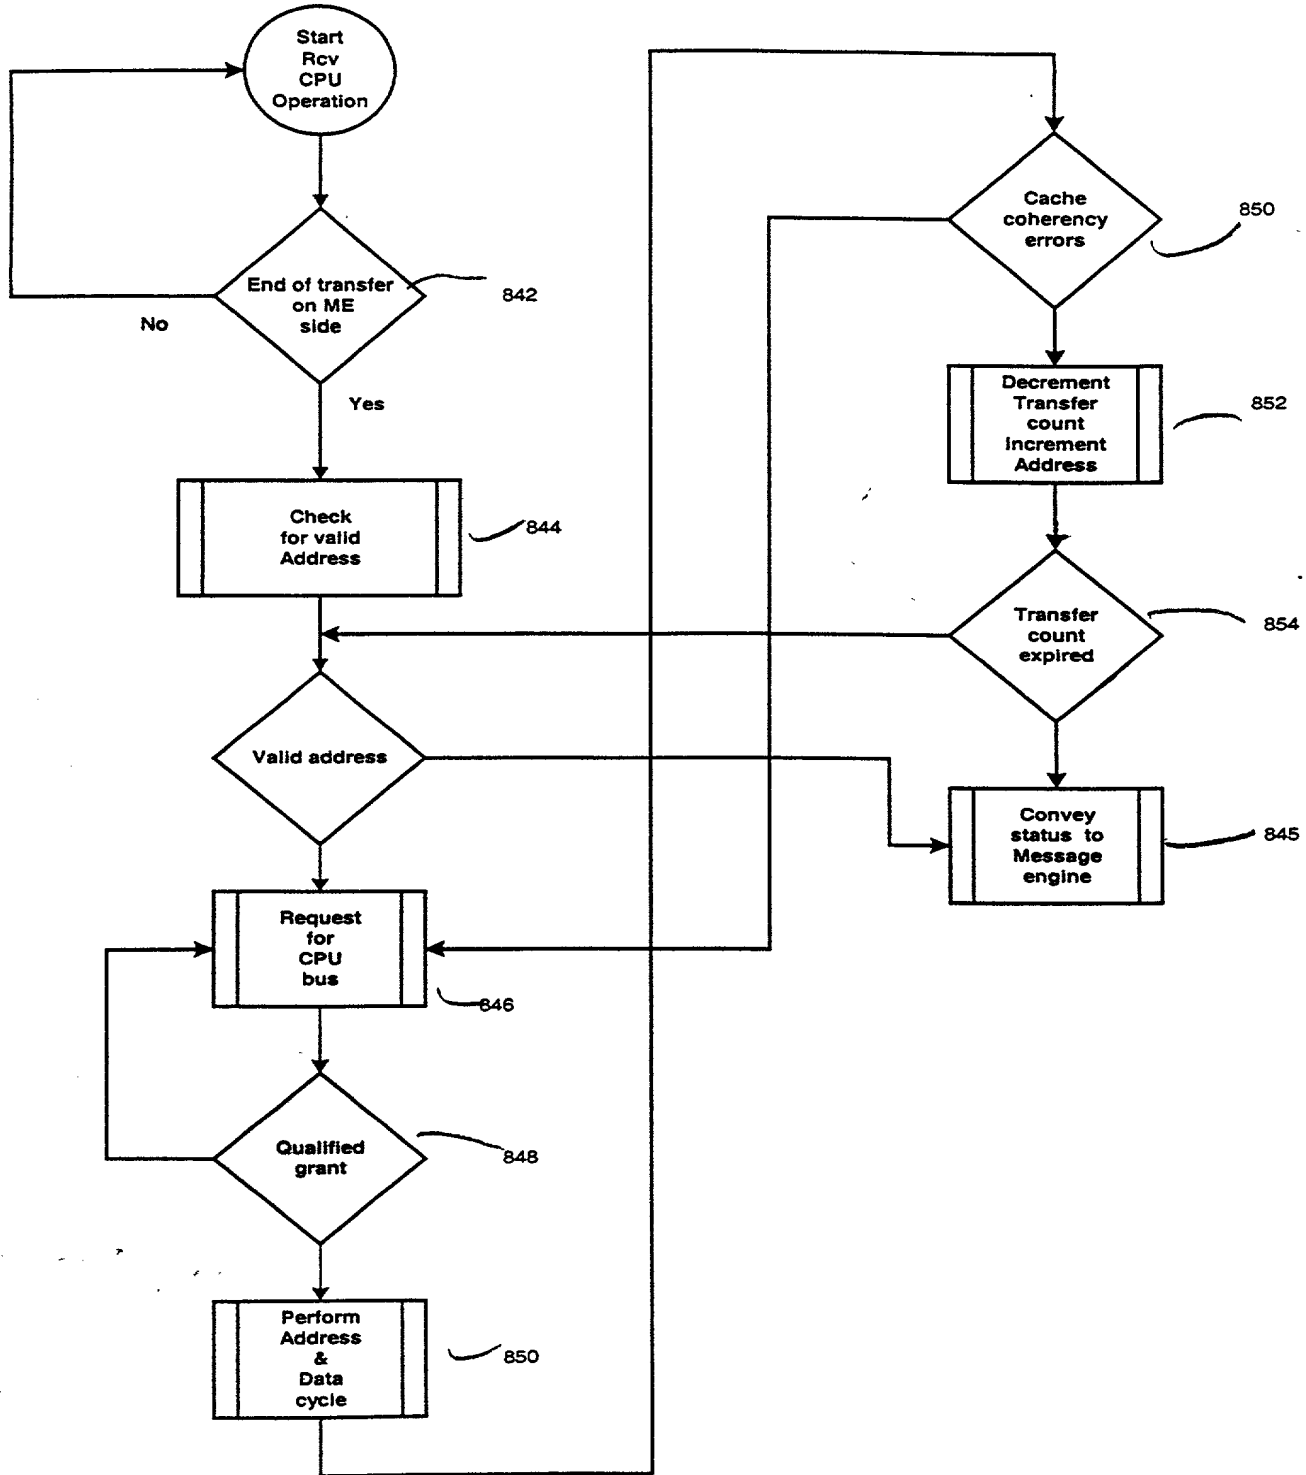 Start
Rcv
CPU
Operation
End of transfer
on ME
side
842
No
Yes
Check
for valid
Address
844
Valid address
Request
for
CPU
bus
846
Qualified
grant
848
Perform
Address
&
Data
cycle
850
Cache
coherency
errors
850
Decrement
Transfer
count
Increment
Address
852
Transfer
count
expired
854
Convey
status to
Message
engine
845